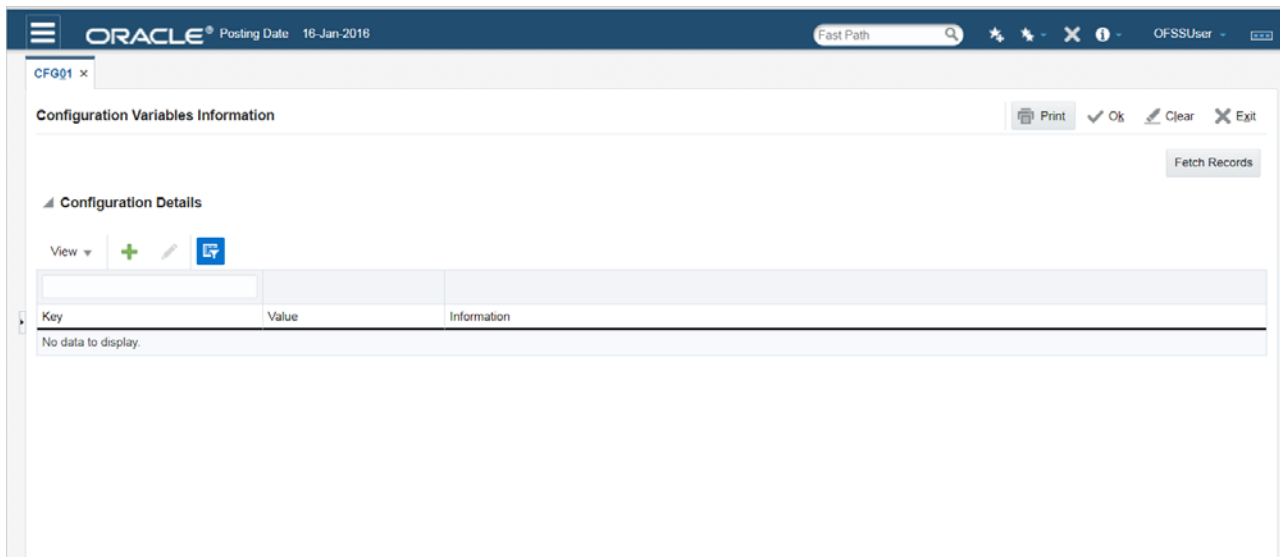 ORACLE® Posting Date 16-Jan-2016 Fast Path OFSSUser
CFG01 ×
Configuration Variables Information Print Ok Clear Exit
Fetch Records
Configuration Details
View
Key Value Information
No data to display.